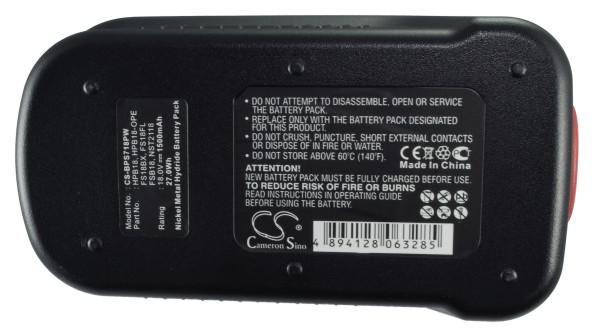 Model No. : CS-BPS718PW
Part No. : HPB18, HPB18-OPE
FS18BX, FS18FL
FSB18, NST2118
Rating : 18.0V⎓1500mAh
27.0Wh
Nickel Metal Hydride Battery Pack
• DO NOT ATTEMPT TO DISASSEMBLE, OPEN OR SERVICE
THE BATTERY PACK.
• REPLACE ONLY WITH THE BATTERY PACK DESIGNATED
FOR THIS PRODUCT.
• DO NOT CRUSH, PUNCTURE, SHORT EXTERNAL CONTACTS
OR DISPOSE OF IN FIRE OR WATER.
• DO NOT STORE ABOVE 60°C (140°F).
CE
Made In China
ATTENTION!
NEW BATTERY PACK MUST BE FULLY CHARGED BEFORE USE.
TO REDUCE RISK OF FIRE OR BURNS
READ INSTRUCTIONS IN OPERATING GUIDE
BEFORE USING BATTERY PACK.
CS
Cameron Sino
4 894128 063285